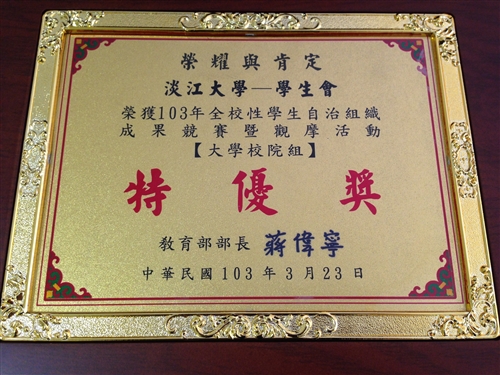 榮耀與肯定
淡江大學—學生會
榮獲103年全校性學生自治組織
成果競賽暨觀摩活動
【大學校院組】
特優獎
教育部部長 蔣偉寧
中華民國103年3月23日